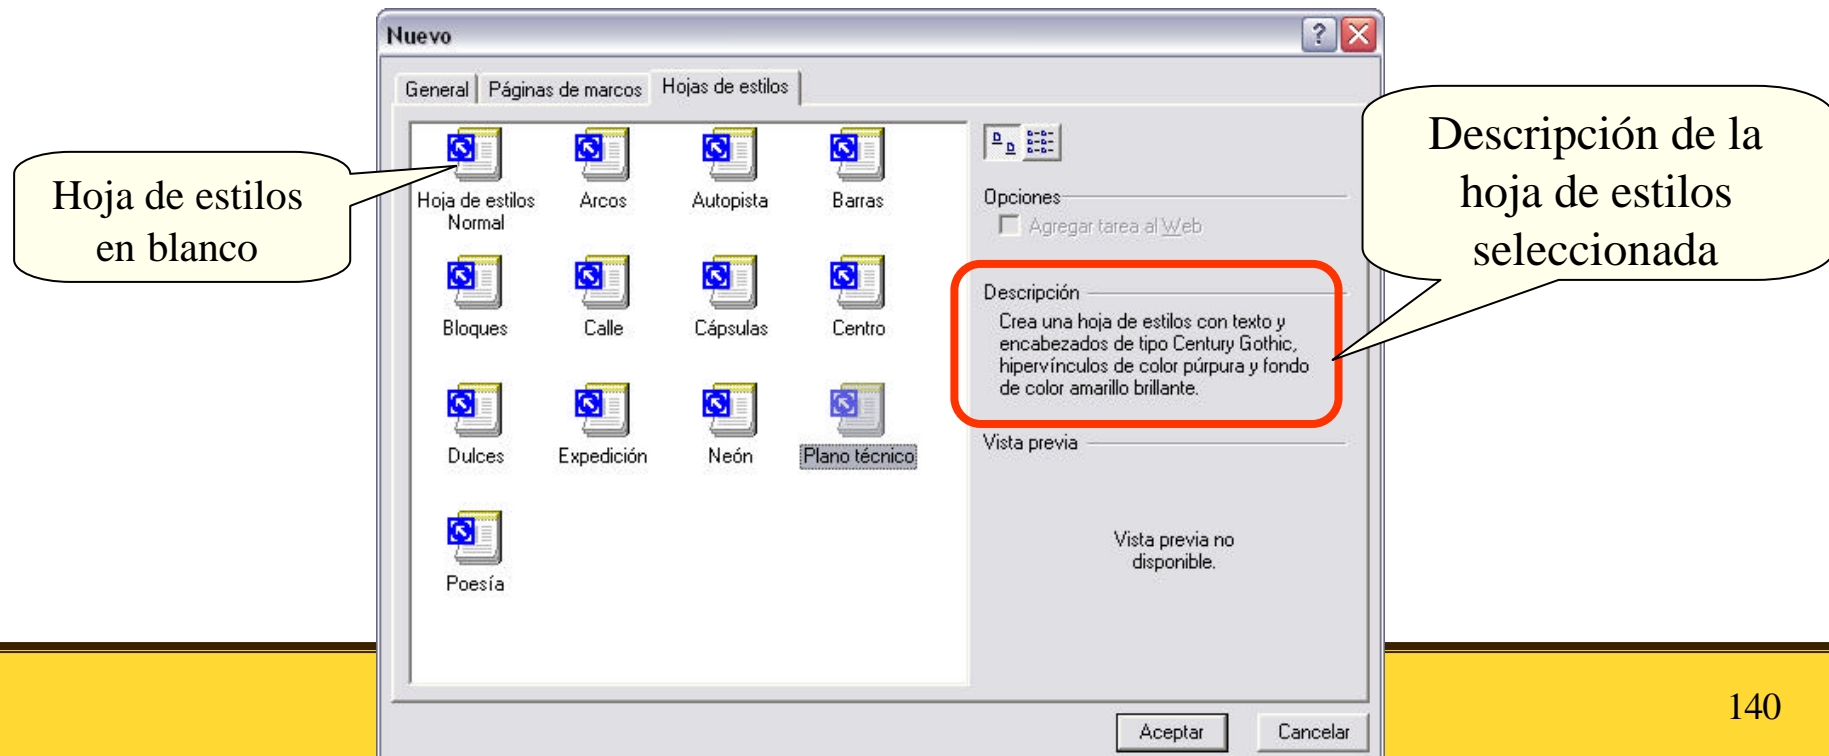 Nuevo
General
Páginas de marcos
Hojas de estilos
Hoja de estilos
en blanco
Hoja de estilos
Normal
Arcos
Autopista
Barras
Bloques
Calle
Cápsulas
Centro
Dulces
Expedición
Neón
Plano técnico
Poesía
Opciones
Agregar tarea al Web
Descripción
Crea una hoja de estilos con texto y
encabezados de tipo Century Gothic,
hipervínculos de color púrpura y fondo
de color amarillo brillante.
Vista previa
Vista previa no
disponible.
Descripción de la
hoja de estilos
seleccionada
Aceptar
Cancelar
140